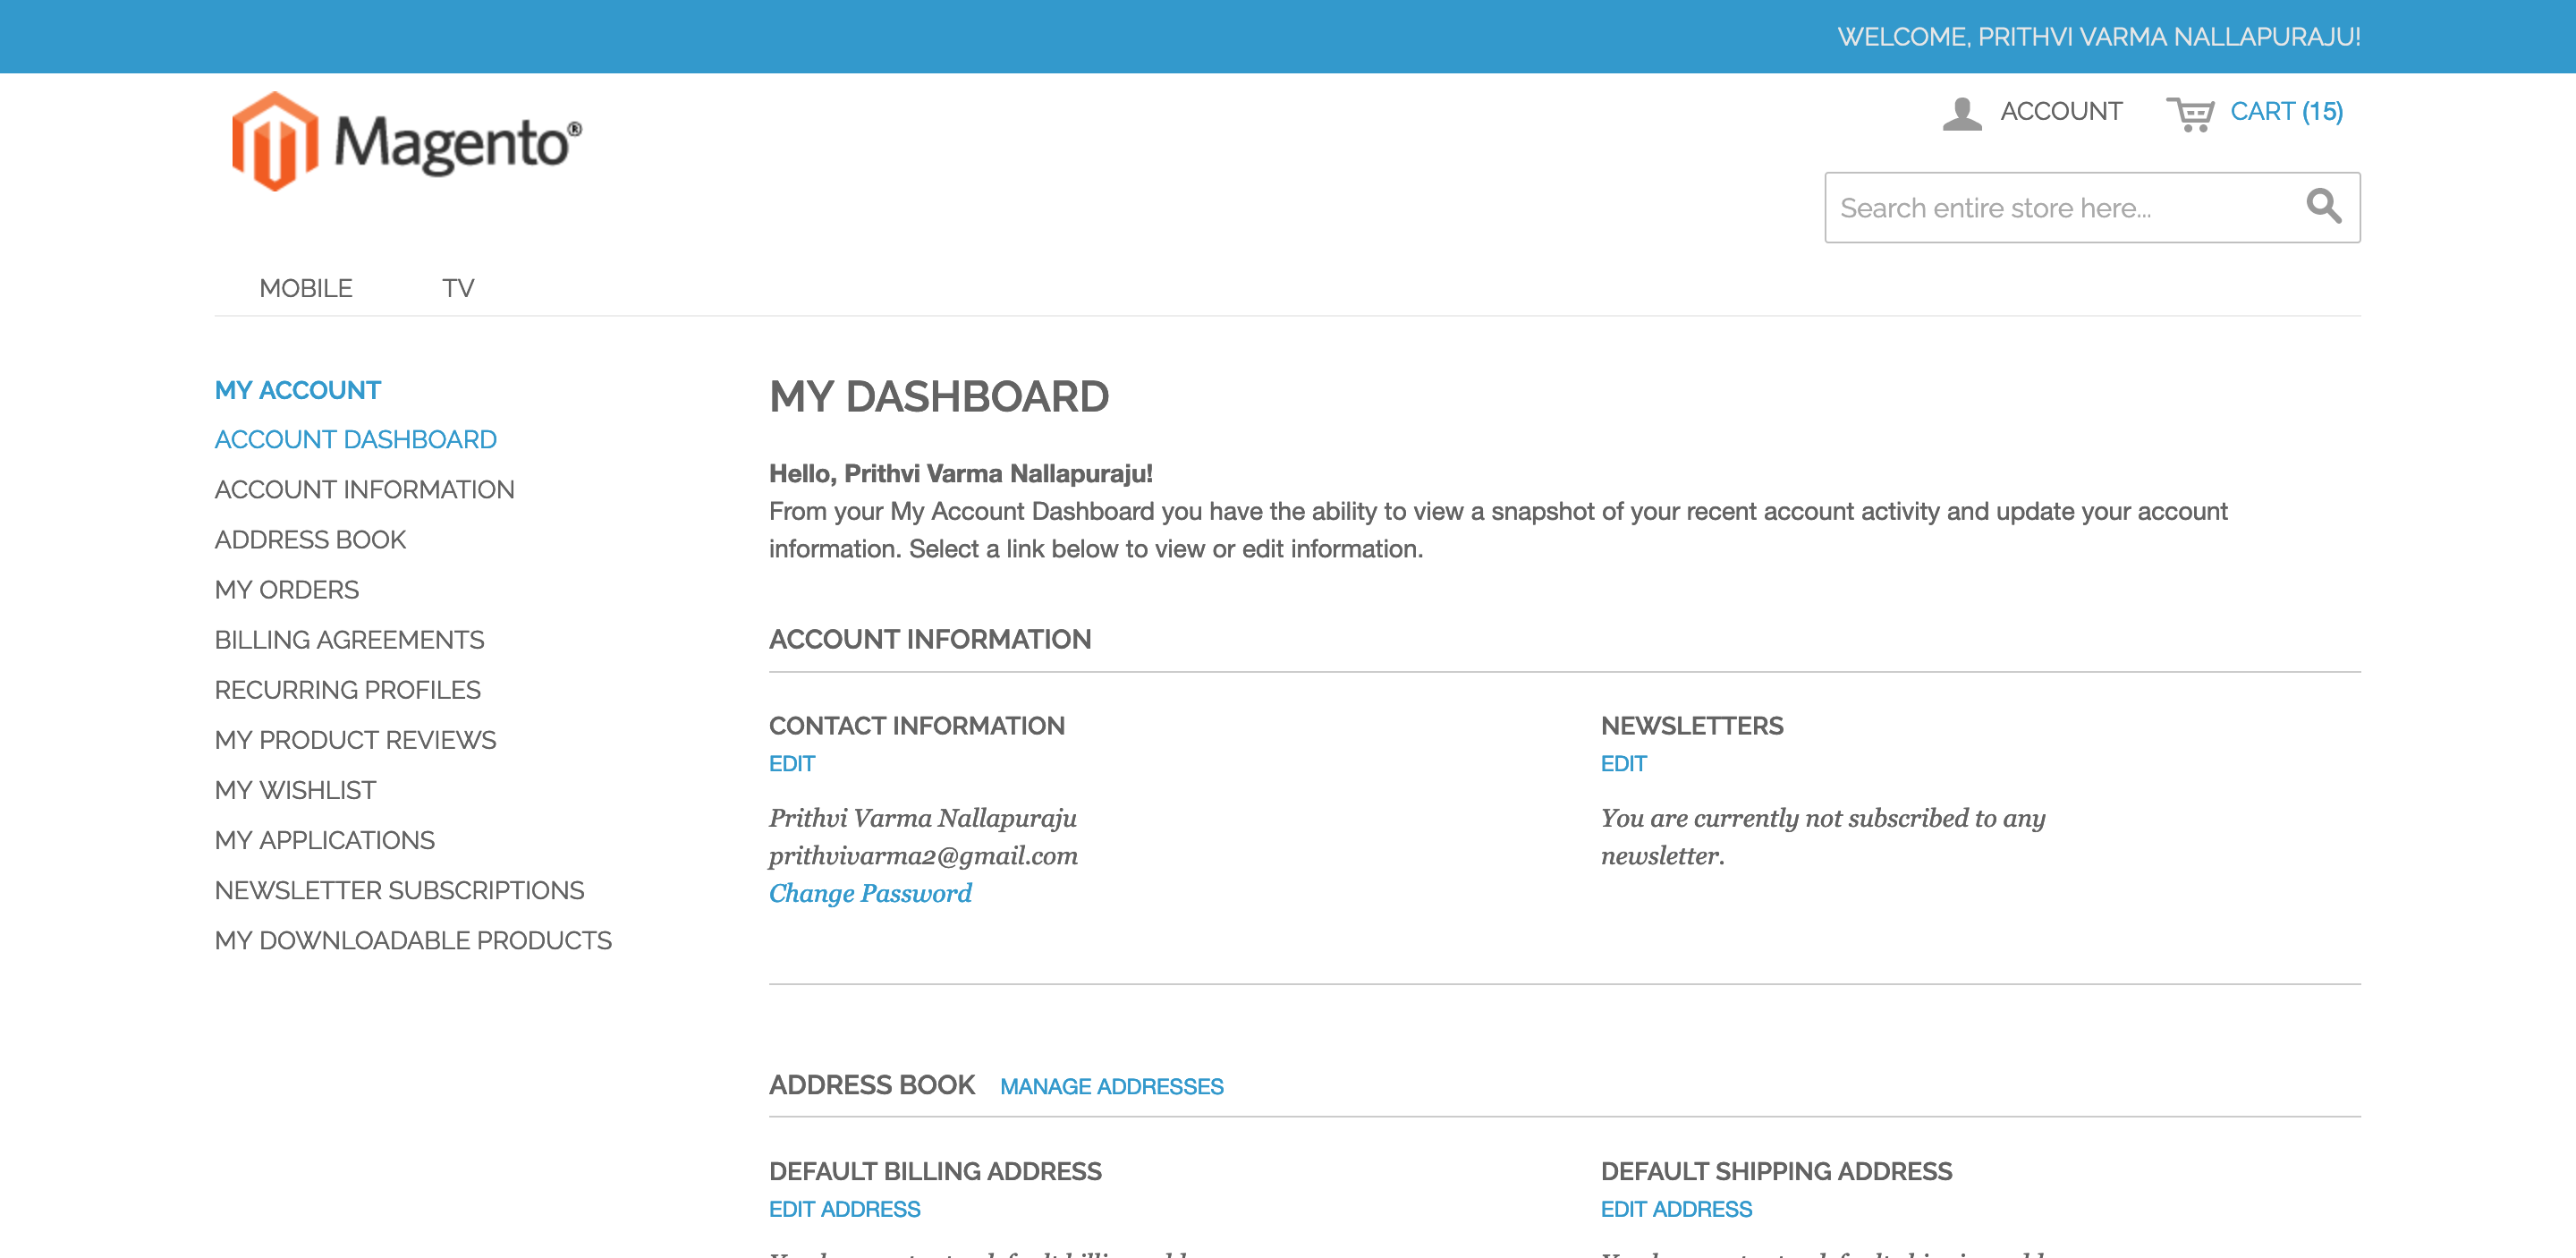 WELCOME, PRITHVI VARMA NALLAPURAJU!
Magento®
ACCOUNT
CART (15)
Search entire store here...
MOBILE
TV
MY ACCOUNT
ACCOUNT DASHBOARD
ACCOUNT INFORMATION
ADDRESS BOOK
MY ORDERS
BILLING AGREEMENTS
RECURRING PROFILES
MY PRODUCT REVIEWS
MY WISHLIST
MY APPLICATIONS
NEWSLETTER SUBSCRIPTIONS
MY DOWNLOADABLE PRODUCTS
MY DASHBOARD
Hello, Prithvi Varma Nallapuraju!
From your My Account Dashboard you have the ability to view a snapshot of your recent account activity and update your account
information. Select a link below to view or edit information.
ACCOUNT INFORMATION
CONTACT INFORMATION
EDIT
Prithvi Varma Nallapuraju
prithvivarma2@gmail.com
Change Password
NEWSLETTERS
EDIT
You are currently not subscribed to any
newsletter.
ADDRESS BOOK
MANAGE ADDRESSES
DEFAULT BILLING ADDRESS
EDIT ADDRESS
DEFAULT SHIPPING ADDRESS
EDIT ADDRESS